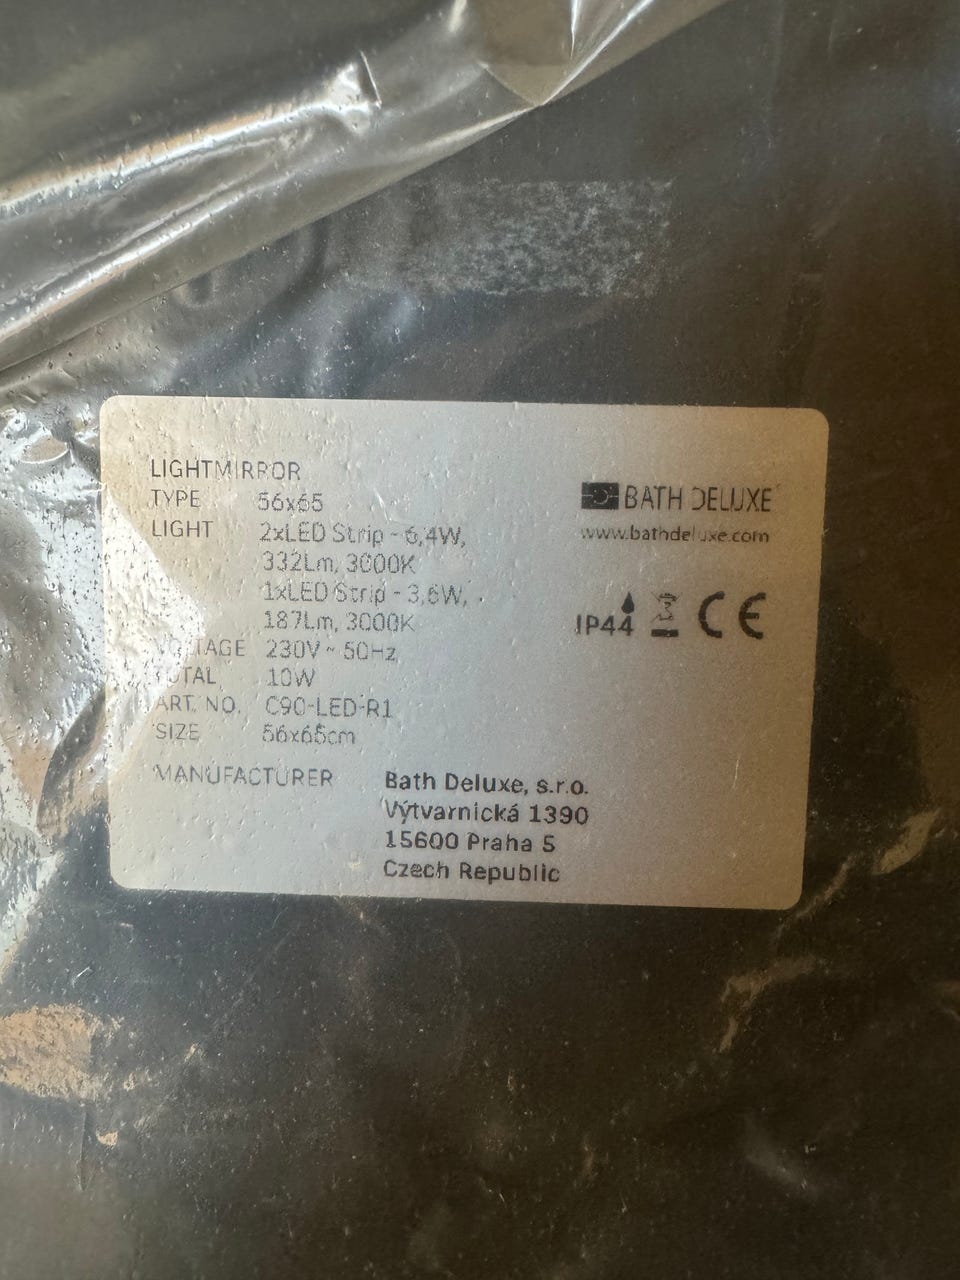 LIGHTMIRROR
TYPE 56x65
LIGHT 2xLED Strip - 6,4W,
332Lm, 3000K
1xLED Strip - 3,6W,
187Lm, 3000K
VOLTAGE 230V ~ 50Hz
TOTAL 10W
ART. NO. C90-LED-R1
SIZE 56x65cm
MANUFACTURER Bath Deluxe, s.r.o.
Výtvarnická 1390
15600 Praha 5
Czech Republic
BATH DELUXE
www.bathdeluxe.com
IP44 CE